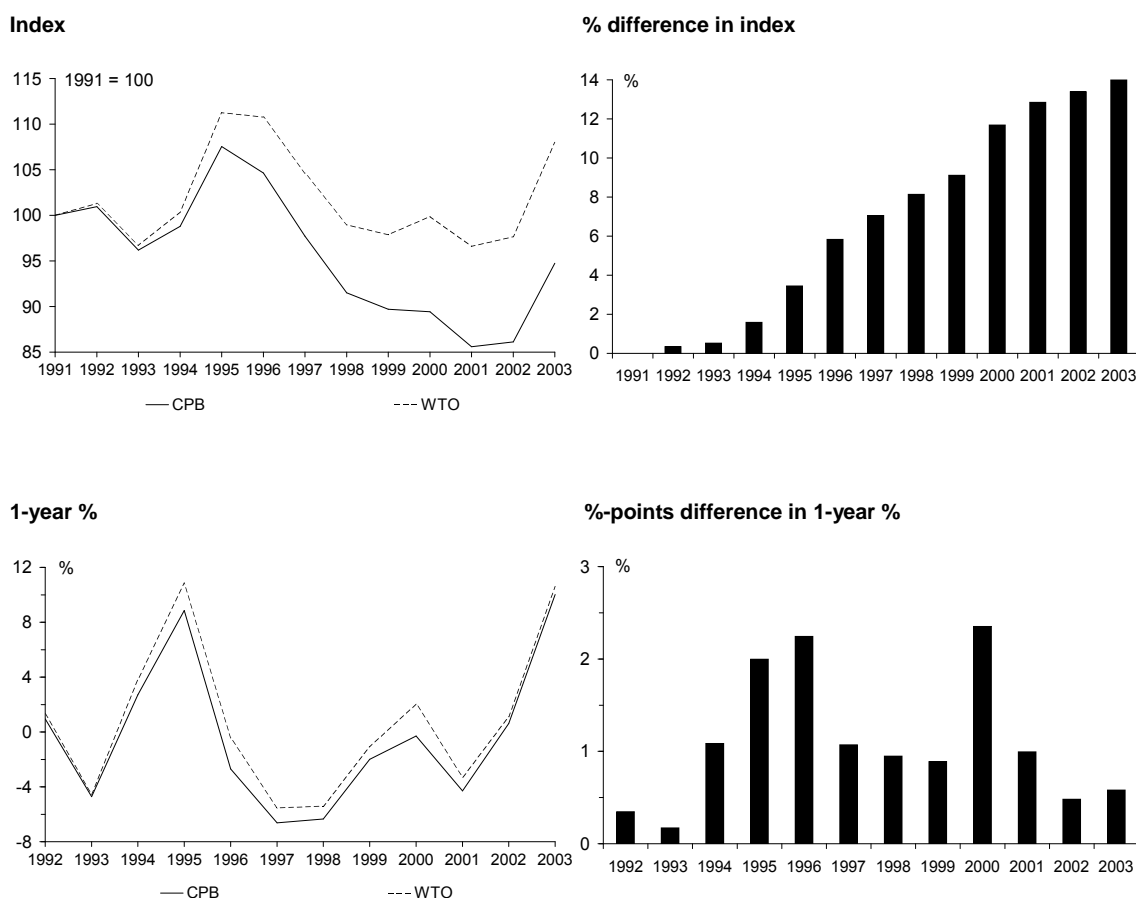 Index
% difference in index
1991 = 100
115
110
105
100
95
90
85
1991 1992 1993 1994 1995 1996 1997 1998 1999 2000 2001 2002 2003
CPB WTO
%
14
12
10
8
6
4
2
0
1991 1992 1993 1994 1995 1996 1997 1998 1999 2000 2001 2002 2003
1-year %
%-points difference in 1-year %
%
12
8
4
0
-4
-8
1992 1993 1994 1995 1996 1997 1998 1999 2000 2001 2002 2003
CPB WTO
%
3
2
1
0
1992 1993 1994 1995 1996 1997 1998 1999 2000 2001 2002 2003